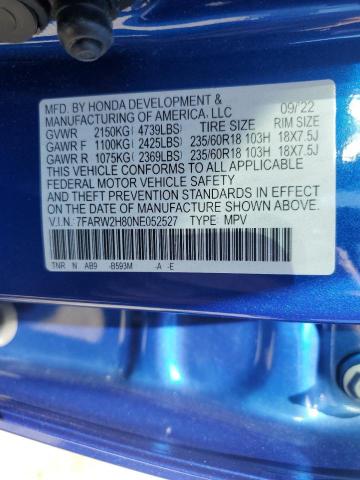 MFD. BY HONDA DEVELOPMENT &
MANUFACTURING OF AMERICA, LLC 09/22
GVWR 2150KG( 4739LBS) TIRE SIZE RIM SIZE
GAWR F 1100KG( 2425LBS) 235/60R18 103H 18X7.5J
GAWR R 1075KG( 2369LBS) 235/60R18 103H 18X7.5J
THIS VEHICLE CONFORMS TO ALL APPLICABLE
FEDERAL MOTOR VEHICLE SAFETY
AND THEFT PREVENTION STANDARDS IN EFFECT
ON THE DATE OF MANUFACTURE SHOWN ABOVE.
V.I.N.: 7FARW2H80NE052527 TYPE MPV
TNR N AB9 -B593M -A -E